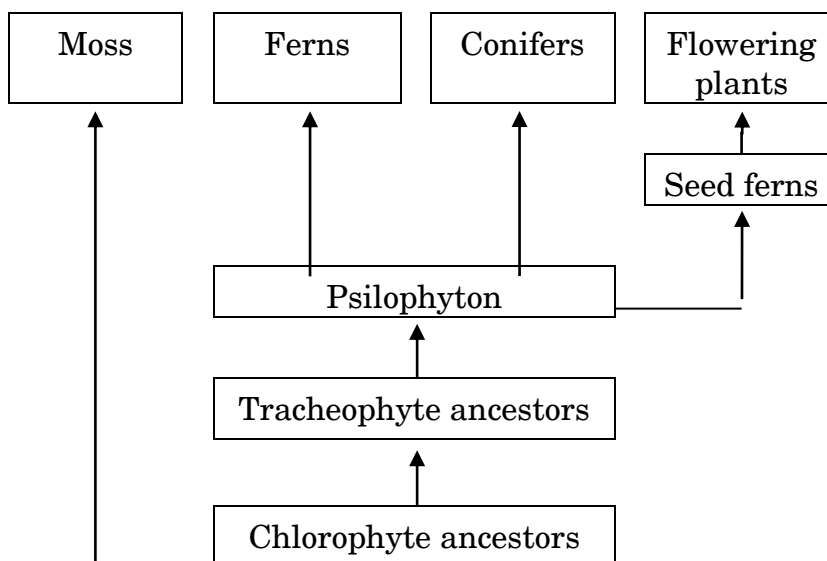 Moss
Ferns
Conifers
Flowering
plants
Seed ferns
Psilophyton
Tracheophyte ancestors
Chlorophyte ancestors